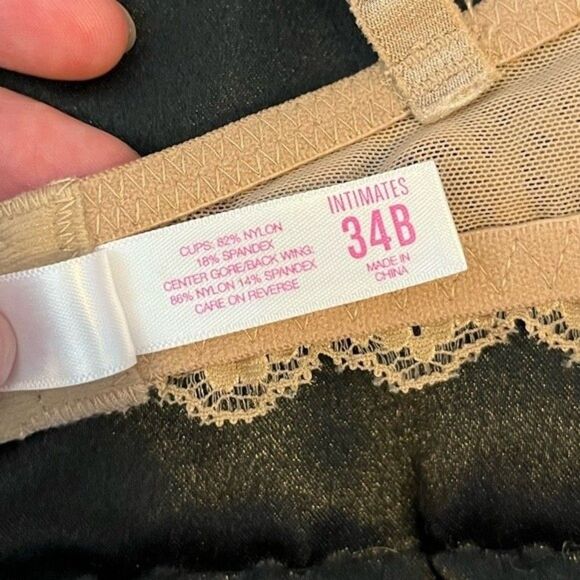 CUPS: 82% NYLON
18% SPANDEX
CENTER GORE/BACK WING:
86% NYLON 14% SPANDEX
CARE ON REVERSE
INTIMATES
34B
MADE IN
CHINA